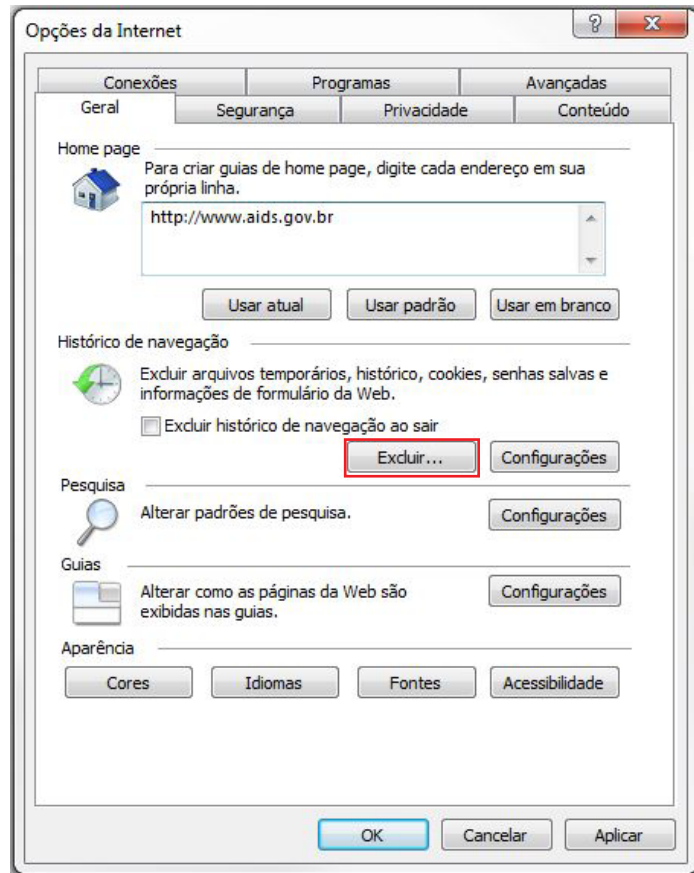 Opções da Internet
Conexões Programas Avançadas
Geral Segurança Privacidade Conteúdo
Home page
Para criar guias de home page, digite cada endereço em sua
própria linha.
http://www.aids.gov.br
Usar atual Usar padrão Usar em branco
Histórico de navegação
Excluir arquivos temporários, histórico, cookies, senhas salvas e
informações de formulário da Web.
Excluir histórico de navegação ao sair
Excluir... Configurações
Pesquisa
Alterar padrões de pesquisa. Configurações
Guias
Alterar como as páginas da Web são
exibidas nas guias. Configurações
Aparência
Cores Idiomas Fontes Acessibilidade
OK Cancelar Aplicar